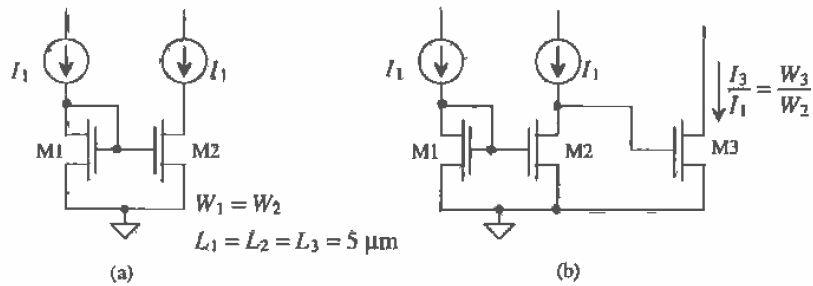 I₁ I₁
M1 M2
W₁ = W₂
L₁ = L₂ = L₃ = 5 µm
(a)
I₁ I₁ I₃/I₁ = W₃/W₂
M1 M2 M3
(b)